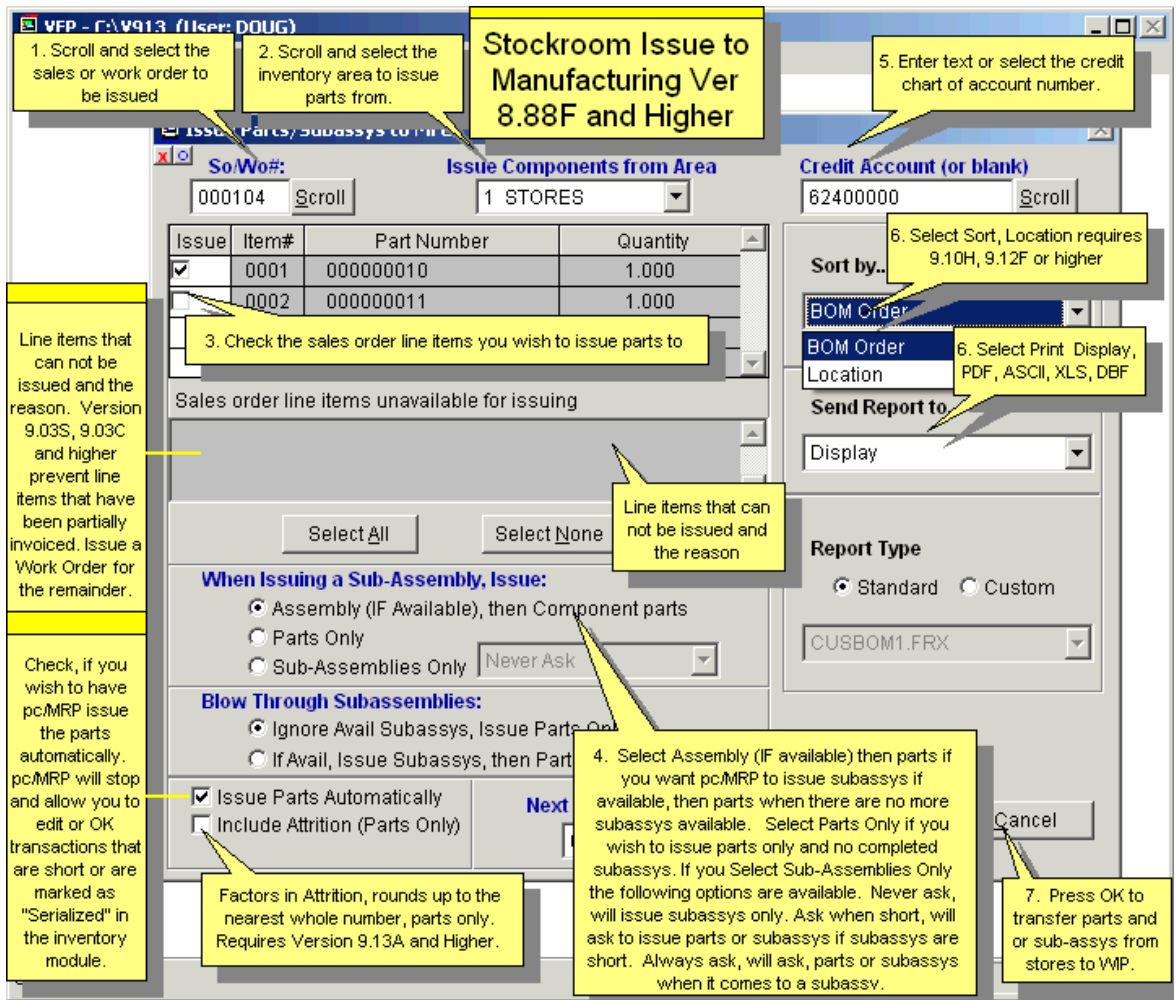 VFP - C:\V913 (User: DOUG)
1. Scroll and select the
sales or work order to
be issued
2. Scroll and select the
inventory area to issue
parts from.
Stockroom Issue to
Manufacturing Ver
8.88F and Higher
5. Enter text or select the credit
chart of account number.
Issue Parts/Subassys to
So/Wo#:
Issue Components from Area
Credit Account (or blank)
000104 Scroll
1 STORES
62400000 Scroll
Issue Item# Part Number Quantity
0001 000000010 1.000
0002 000000011 1.000
3. Check the sales order line items you wish to issue parts to
6. Select Sort, Location requires
9.10H, 9.12F or higher
Sort by..
BOM Order
BOM Order
Location
6. Select Print Display,
PDF, ASCII, XLS, DBF
Send Report to..
Display
Sales order line items unavailable for issuing
Line items that
can not be
issued and the
reason. Version
9.03S, 9.03C
and higher
prevent line
items that have
been partially
invoiced. Issue a
Work Order for
the remainder.
Line items that can
not be issued and
the reason
Select All
Select None
Report Type
Standard Custom
CUSBOM1.FRX
When Issuing a Sub-Assembly, Issue:
Assembly (IF Available), then Component parts
Parts Only
Sub-Assemblies Only Never Ask
Blow Through Subassemblies:
Ignore Avail Subassys, Issue Parts Only
If Avail, Issue Subassys, then Part
Check, if you
wish to have
pc/MRP issue
the parts
automatically.
pc/MRP will stop
and allow you to
edit or OK
transactions that
are short or are
marked as
"Serialized" in
the inventory
module.
Issue Parts Automatically
Include Attrition (Parts Only)
Next
Cancel
Factors in Attrition, rounds up to the
nearest whole number, parts only.
Requires Version 9.13A and Higher.
4. Select Assembly (IF available) then parts if
you want pc/MRP to issue subassys if
available, then parts when there are no more
subassys available. Select Parts Only if you
wish to issue parts only and no completed
subassys. If you Select Sub-Assemblies Only
the following options are available. Never ask,
will issue subassys only. Ask when short, will
ask to issue parts or subassys if subassys are
short. Always ask, will ask, parts or subassys
when it comes to a subassy.
7. Press OK to
transfer parts and
or sub-assys from
stores to WIP.